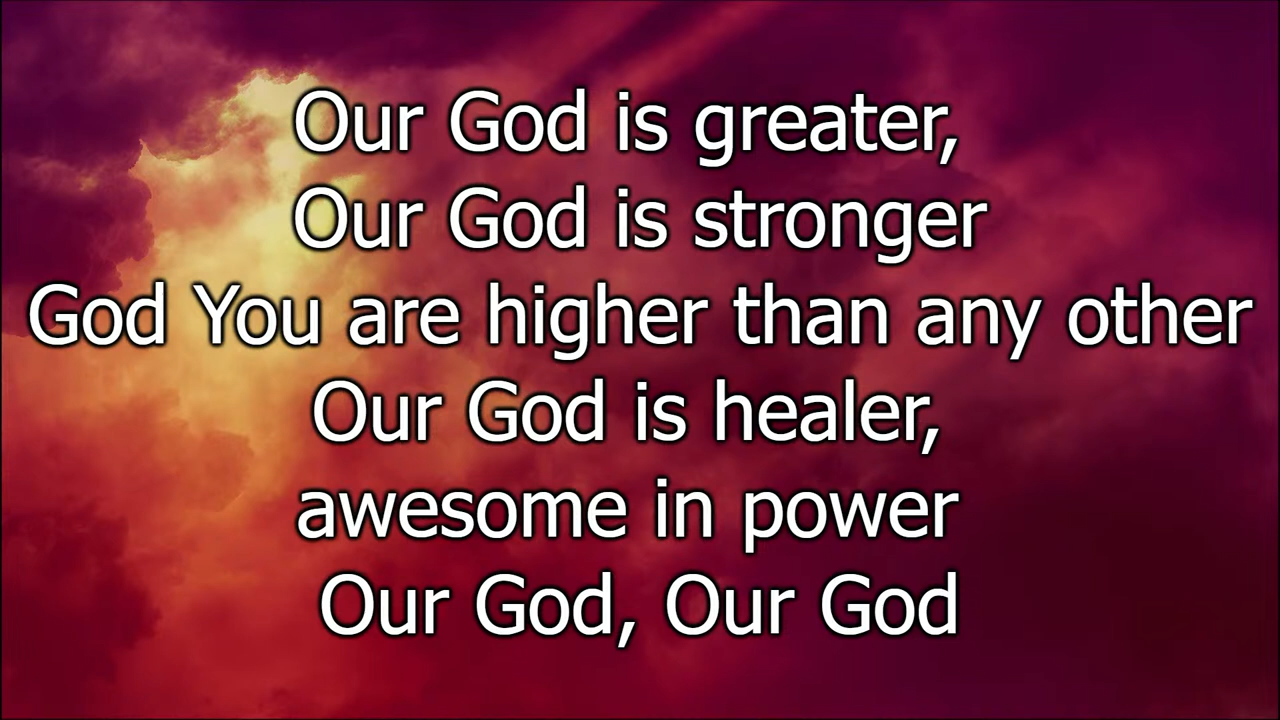 Our God is greater,
Our God is stronger
God You are higher than any other
Our God is healer,
awesome in power
Our God, Our God